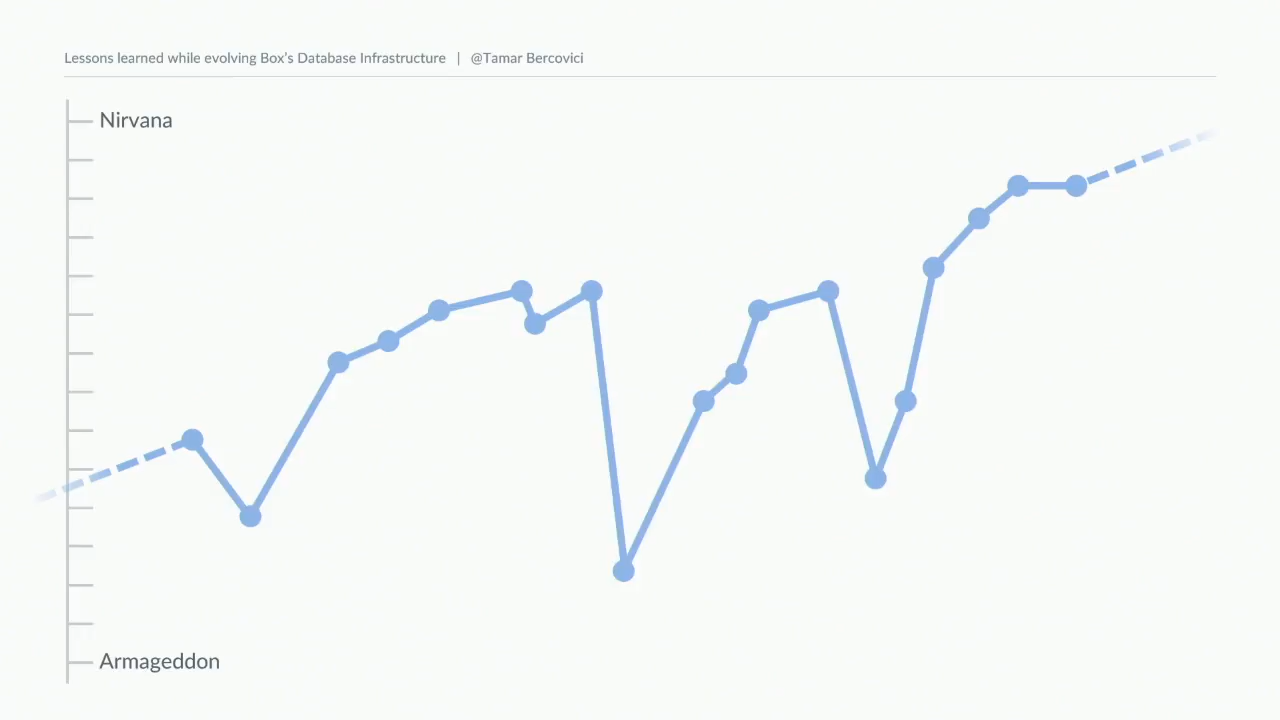 Lessons learned while evolving Box’s Database Infrastructure | @Tamar Bercovici
Nirvana
Armageddon